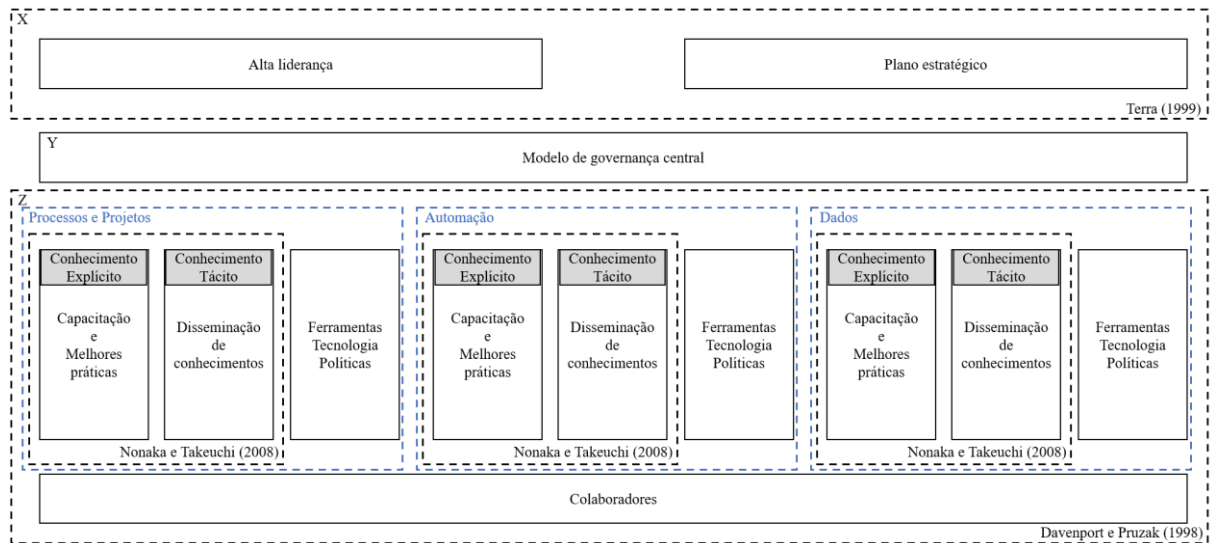 X
Alta liderança
Plano estratégico
Terra (1999)
Y
Modelo de governança central
Z
Processos e Projetos
Conhecimento
Explícito
Capacitação
e
Melhores
práticas
Conhecimento
Tácito
Disseminação
de
conhecimentos
Ferramentas
Tecnologia
Políticas
Nonaka e Takeuchi (2008)
Automação
Conhecimento
Explícito
Capacitação
e
Melhores
práticas
Conhecimento
Tácito
Disseminação
de
conhecimentos
Ferramentas
Tecnologia
Políticas
Nonaka e Takeuchi (2008)
Dados
Conhecimento
Explícito
Capacitação
e
Melhores
práticas
Conhecimento
Tácito
Disseminação
de
conhecimentos
Ferramentas
Tecnologia
Políticas
Nonaka e Takeuchi (2008)
Colaboradores
Davenport e Pruzak (1998)